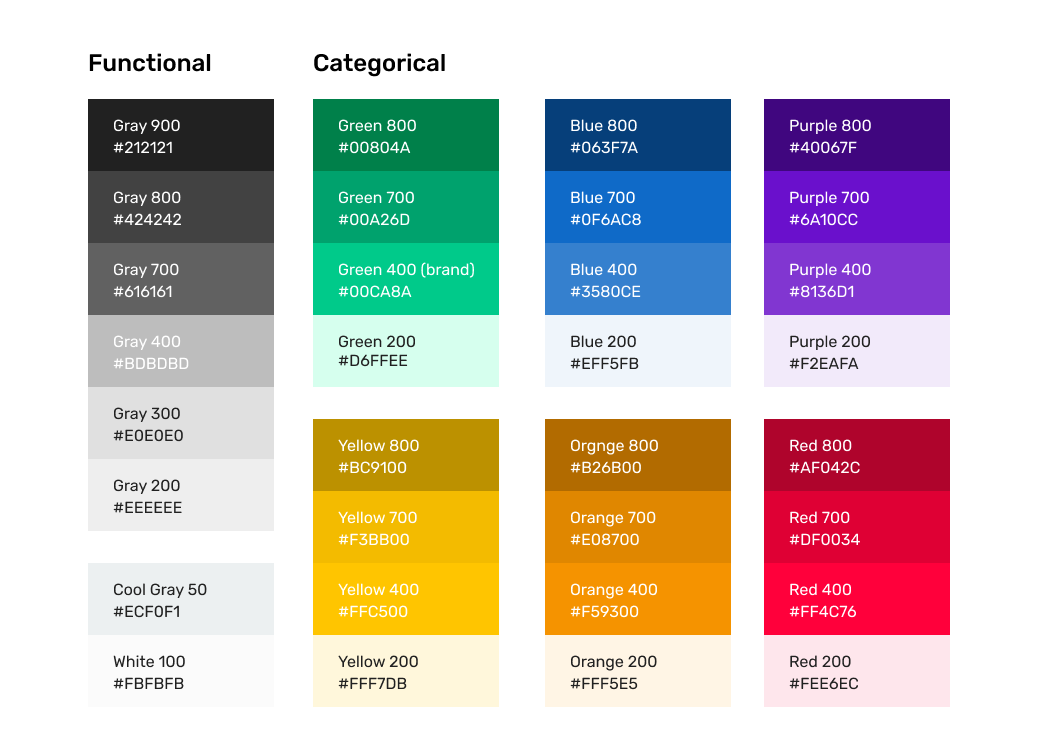 Functional
Gray 900
#212121
Gray 800
#424242
Gray 700
#616161
Gray 400
#BDBDBD
Gray 300
#E0E0E0
Gray 200
#EEEEEE
Cool Gray 50
#ECF0F1
White 100
#FBFBFB
Categorical
Green 800
#00804A
Green 700
#00A26D
Green 400 (brand)
#00CA8A
Green 200
#D6FFEE
Blue 800
#063F7A
Blue 700
#0F6AC8
Blue 400
#3580CE
Blue 200
#EFF5FB
Purple 800
#40067F
Purple 700
#6A10CC
Purple 400
#8136D1
Purple 200
#F2EAFA
Yellow 800
#BC9100
Yellow 700
#F3BB00
Yellow 400
#FFC500
Yellow 200
#FFF7DB
Orgnge 800
#B26B00
Orange 700
#E08700
Orange 400
#F59300
Orange 200
#FFF5E5
Red 800
#AF042C
Red 700
#DF0034
Red 400
#FF4C76
Red 200
#FEE6EC